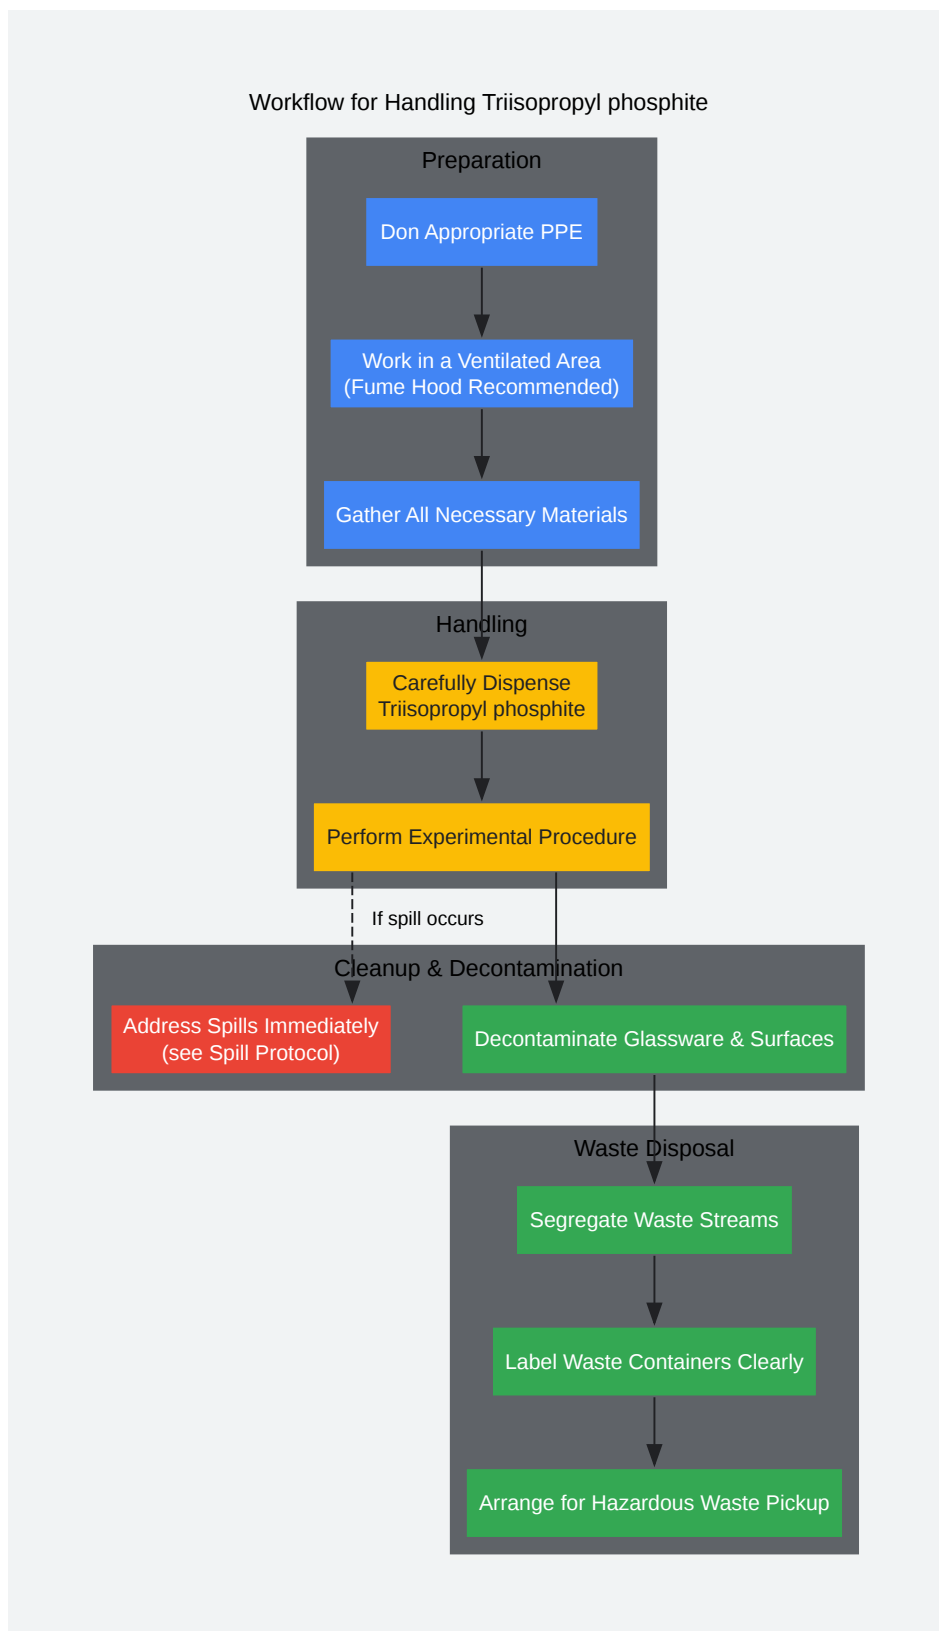 Workflow for Handling Triisopropyl phosphite
Preparation
Don Appropriate PPE
Work in a Ventilated Area
(Fume Hood Recommended)
Gather All Necessary Materials
Handling
Carefully Dispense
Triisopropyl phosphite
Perform Experimental Procedure
If spill occurs
Cleanup & Decontamination
Address Spills Immediately
(see Spill Protocol)
Decontaminate Glassware & Surfaces
Waste Disposal
Segregate Waste Streams
Label Waste Containers Clearly
Arrange for Hazardous Waste Pickup